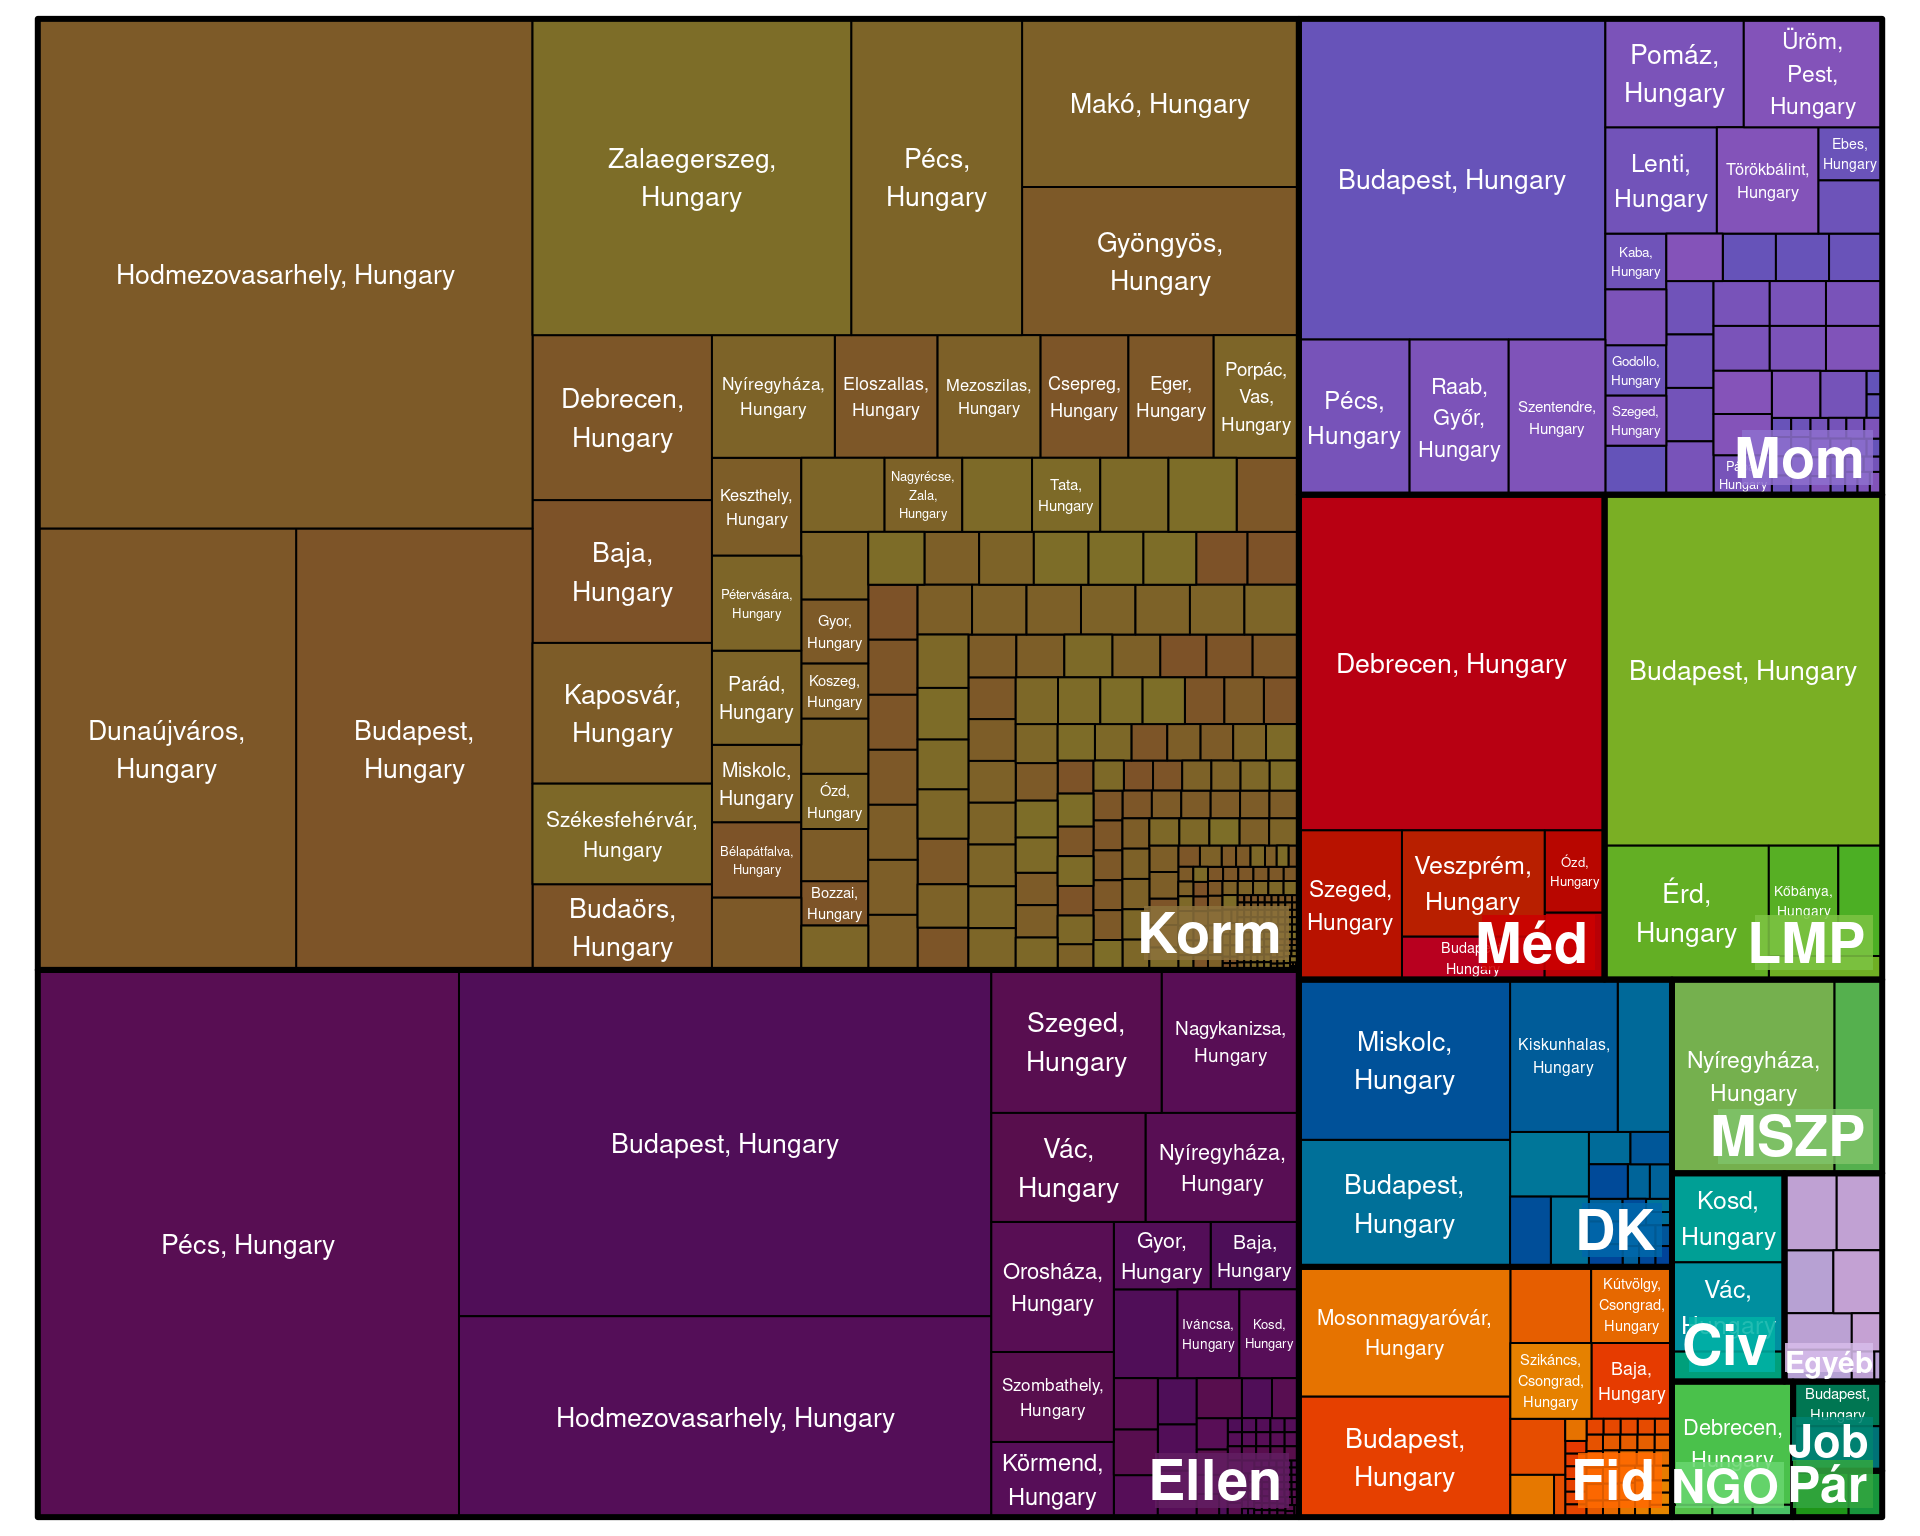 Hodmezovasarhely, Hungary
Zalaegerszeg,
Hungary
Pécs,
Hungary
Makó, Hungary
Gyöngyös,
Hungary
Dunaújváros,
Hungary
Budapest,
Hungary
Debrecen,
Hungary
Baja,
Hungary
Kaposvár,
Hungary
Székesfehérvár,
Hungary
Budaörs,
Hungary
Nyíregyháza,
Hungary
Eloszallas,
Hungary
Mezoszilas,
Hungary
Csepreg,
Hungary
Eger,
Hungary
Porpác,
Vas,
Hungary
Keszthely,
Hungary
Nagyrécse,
Zala,
Hungary
Tata,
Hungary
Pétervására,
Hungary
Gyor,
Hungary
Parád,
Hungary
Koszeg,
Hungary
Miskolc,
Hungary
Ózd,
Hungary
Bélapátfalva,
Hungary
Bozzai,
Hungary
Korm
Budapest, Hungary
Pomáz,
Hungary
Üröm,
Pest,
Hungary
Lenti,
Hungary
Törökbálint,
Hungary
Ebes,
Hungary
Kaba,
Hungary
Godollo,
Hungary
Szeged,
Hungary
Pécs,
Hungary
Raab,
Győr,
Hungary
Szentendre,
Hungary
Hungary
Mom
Debrecen, Hungary
Szeged,
Hungary
Veszprém,
Hungary
Ózd,
Hungary
Hungary
Méd
Budapest, Hungary
Érd,
Hungary
Kőbánya,
Hungary
LMP
Pécs, Hungary
Budapest, Hungary
Hodmezovasarhely, Hungary
Szeged,
Hungary
Nagykanizsa,
Hungary
Vác,
Hungary
Nyíregyháza,
Hungary
Orosháza,
Hungary
Gyor,
Hungary
Baja,
Hungary
Iváncsa,
Hungary
Kosd,
Hungary
Szombathely,
Hungary
Körmend,
Hungary
Ellen
Miskolc,
Hungary
Kiskunhalas,
Hungary
Budapest,
Hungary
DK
Nyíregyháza,
Hungary
MSZP
Mosonmagyaróvár,
Hungary
Kútvölgy,
Csongrad,
Hungary
Szikáncs,
Csongrad,
Hungary
Baja,
Hungary
Budapest,
Hungary
Fid
Kosd,
Hungary
Vác,
Hungary
Civ
Egyéb
Debrecen,
Hungary
NGO
Budapest,
Hungary
Job
Pár